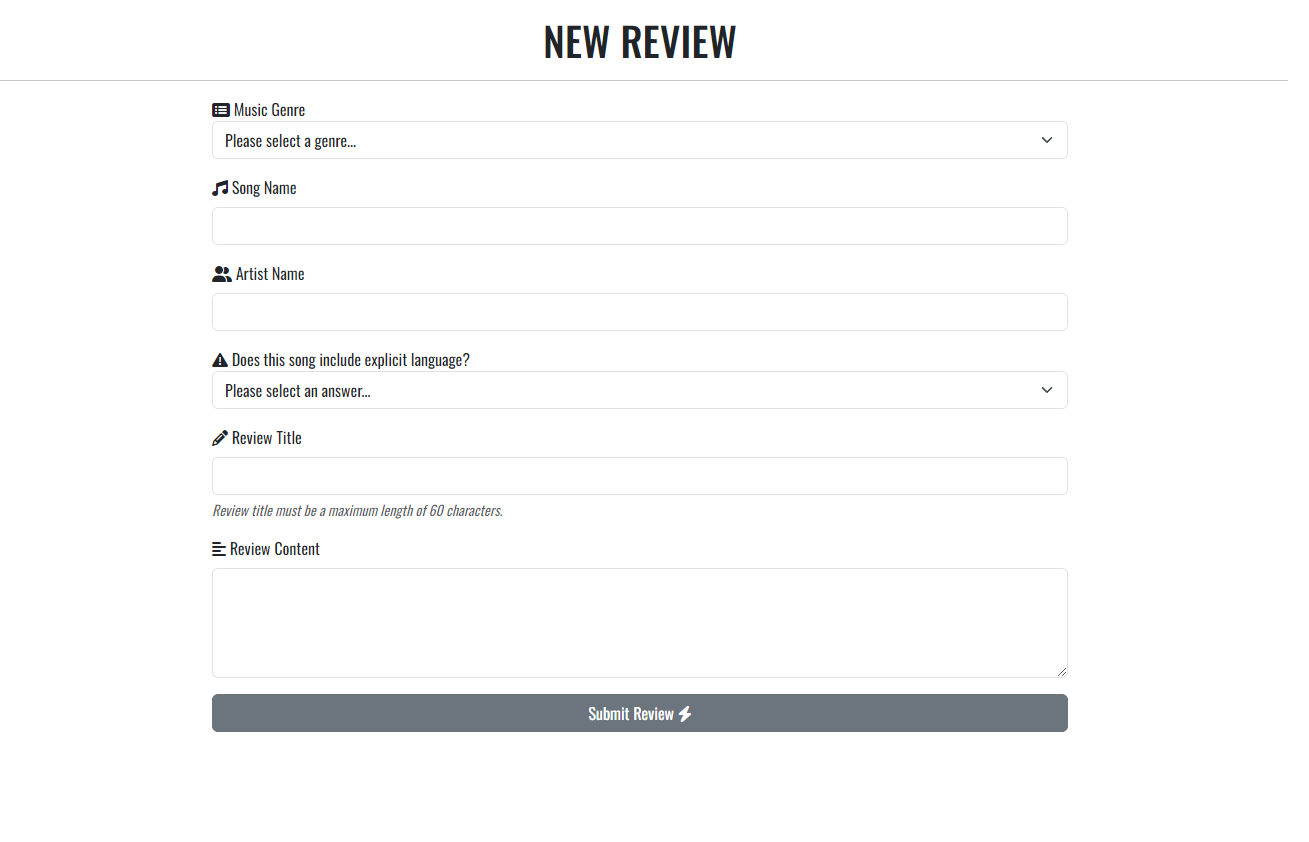 NEW REVIEW
Music Genre
Please select a genre...
Song Name
Artist Name
Does this song include explicit language?
Please select an answer...
Review Title
Review title must be a maximum length of 60 characters.
Review Content
Submit Review